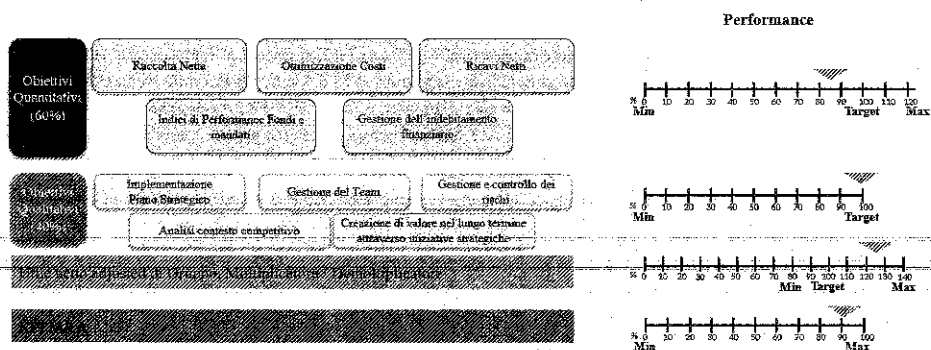 Performance
Obiettivi
Quantitativi
(60%)
Raccolta Netta
Ottimizzazione Costi
Ricavi Netti
Indici di Performance Fondi e
mandati
Gestione dell'indebitamento
finanziario
% 0 10 20 30 40 50 60 70 80 90 100 110 120
Min Target Max
Qualitativi
(40%)
Implementazione
Piano Strategico
Gestione del Team
Gestione e controllo dei
rischi
Analisi contesto competitivo
Creazione di valore nel lungo termine
attraverso iniziative strategiche
% 0 10 20 30 40 50 60 70 80 90 100
Min Target
Utile netto adjusted di Gruppo, Moltiplicatore / Demoltiplicatore
% 0 10 20 30 40 50 60 70 80 90 100 110 120 130 140
Min Target Max
% 0 10 20 30 40 50 60 70 80 90 100
Min Max